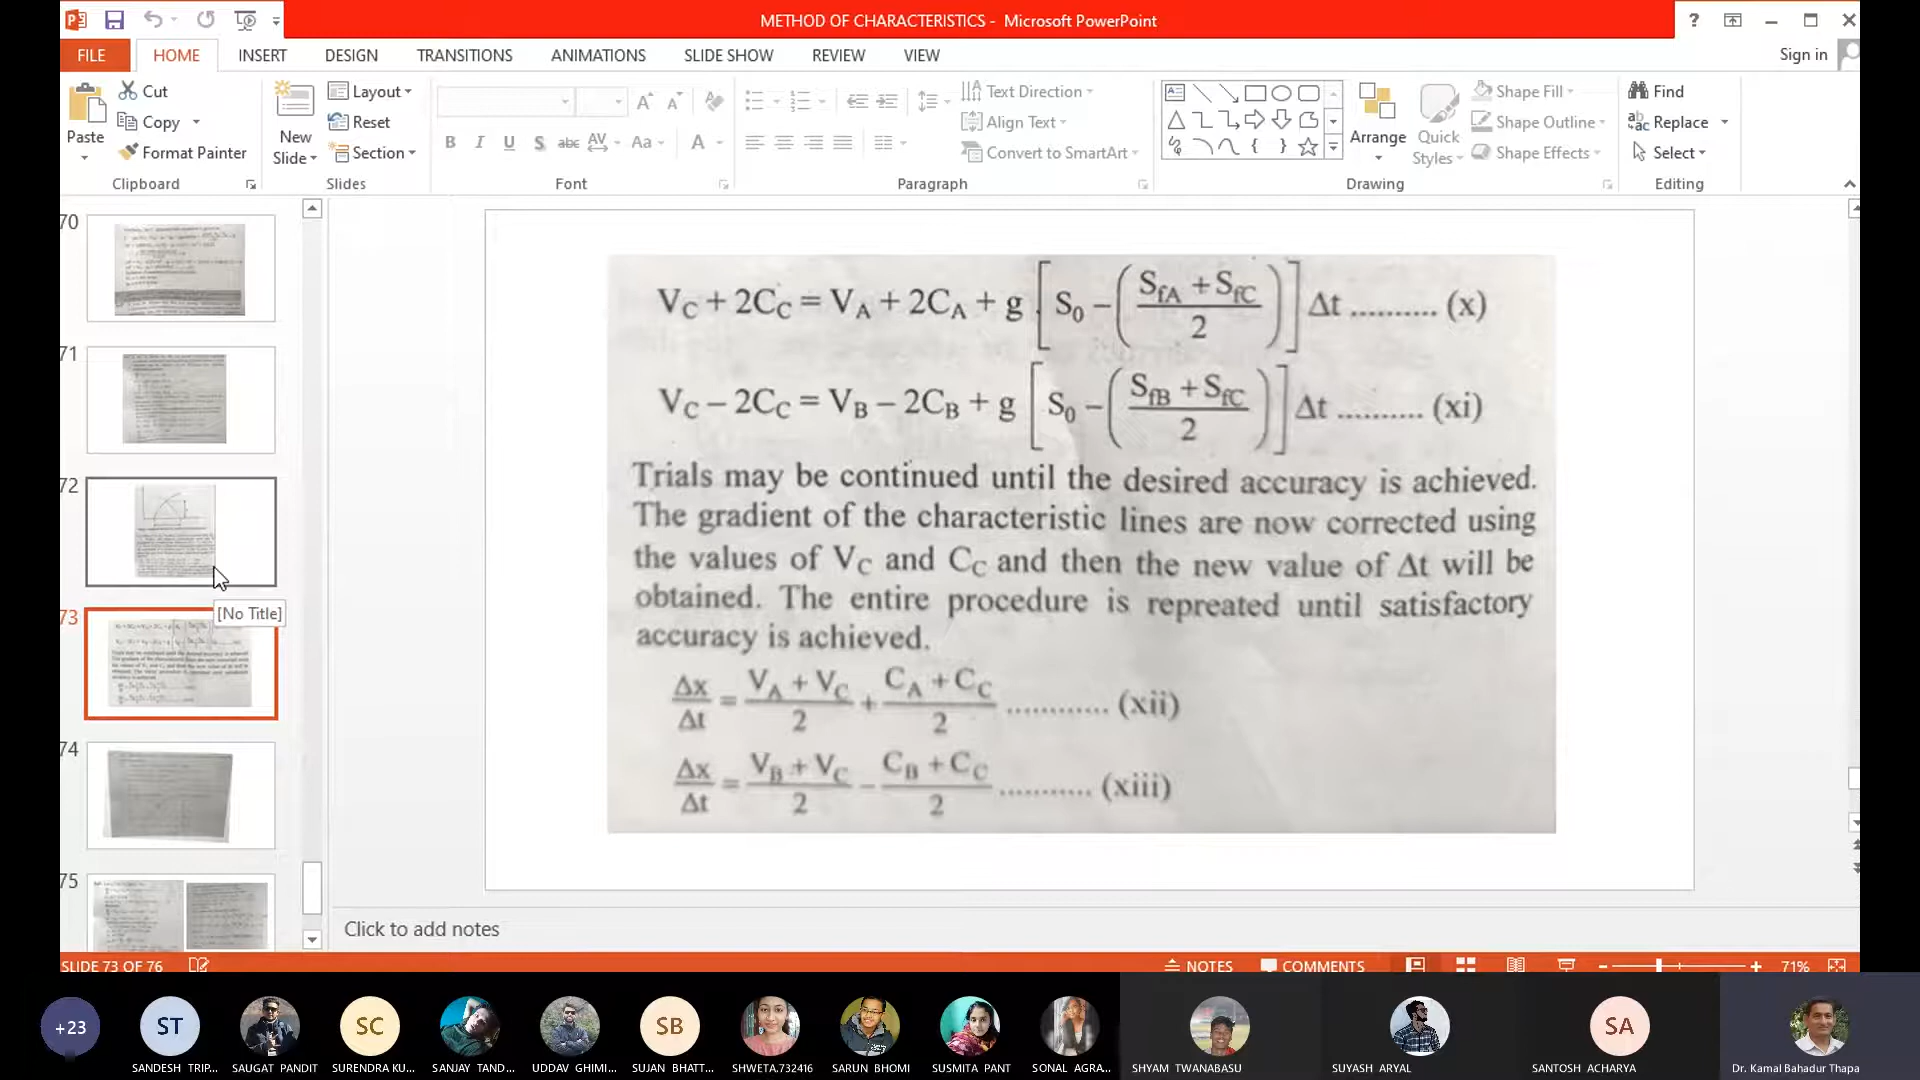 METHOD OF CHARACTERISTICS - Microsoft PowerPoint
?
FILE HOME INSERT DESIGN TRANSITIONS ANIMATIONS SLIDE SHOW REVIEW VIEW Sign in
Paste Cut Copy Format Painter
Clipboard
New Slide Layout Reset Section
Slides
B I U S abc AV Aa A
Font
Text Direction
Align Text
Convert to SmartArt
Paragraph
Arrange Quick Styles Shape Fill Shape Outline Shape Effects
Drawing
Find
Replace
Select
Editing
70
71
72
[No Title]
73
74
75
V_C + 2C_C = V_A + 2C_A + g [ S_0 – ( (S_fA + S_fC) / 2 ) ] Δt .......... (x)
V_C – 2C_C = V_B – 2C_B + g [ S_0 – ( (S_fB + S_fC) / 2 ) ] Δt .......... (xi)
Trials may be continued until the desired accuracy is achieved.
The gradient of the characteristic lines are now corrected using
the values of V_C and C_C and then the new value of Δt will be
obtained. The entire procedure is repreated until satisfactory
accuracy is achieved.
Δx/Δt = (V_A + V_C)/2 + (C_A + C_C)/2 ............ (xii)
Δx/Δt = (V_B + V_C)/2 – (C_B + C_C)/2 ........... (xiii)
Click to add notes
SLIDE 73 OF 76 NOTES COMMENTS 71%
+23 ST SC SB SA
SANDESH TRIP... SAUGAT PANDIT SURENDRA KU... SANJAY TAND... UDDAV GHIMI... SUJAN BHATT... SHWETA.732416 SARUN BHOMI SUSMITA PANT SONAL AGRA... SHYAM TWANABASU SUYASH ARYAL SANTOSH ACHARYA Dr. Kamal Bahadur Thapa